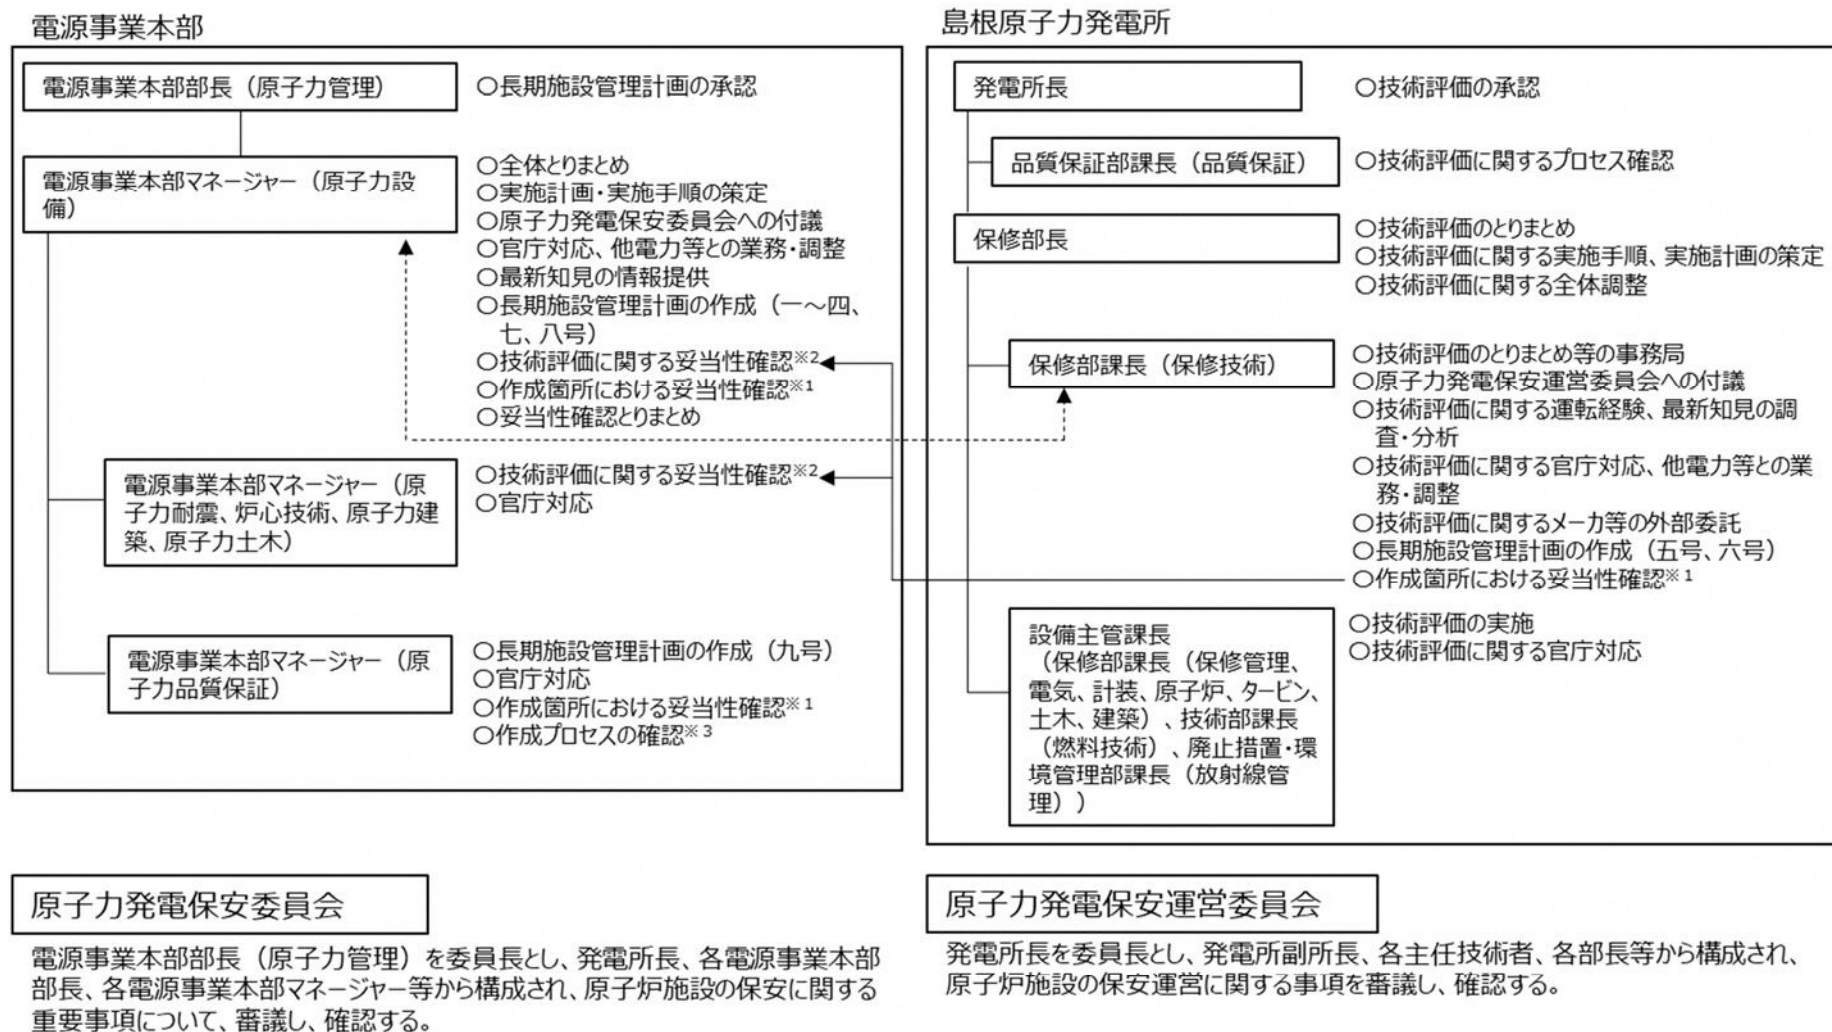 電源事業本部
電源事業本部部長（原子力管理）
○長期施設管理計画の承認
電源事業本部マネージャー（原子力設
備）
○全体とりまとめ
○実施計画・実施手順の策定
○原子力発電保安委員会への付議
○官庁対応、他電力等との業務・調整
○最新知見の情報提供
○長期施設管理計画の作成（一～四、
七、八号）
○技術評価に関する妥当性確認※2
○作成箇所における妥当性確認※1
○妥当性確認とりまとめ
電源事業本部マネージャー（原
子力耐震、炉心技術、原子力建
築、原子力土木）
○技術評価に関する妥当性確認※2
○官庁対応
電源事業本部マネージャー（原
子力品質保証）
○長期施設管理計画の作成（九号）
○官庁対応
○作成箇所における妥当性確認※1
○作成プロセスの確認※3
島根原子力発電所
発電所長
○技術評価の承認
品質保証部課長（品質保証）
○技術評価に関するプロセス確認
保修部長
○技術評価のとりまとめ
○技術評価に関する実施手順、実施計画の策定
○技術評価に関する全体調整
保修部課長（保修技術）
○技術評価のとりまとめ等の事務局
○原子力発電保安運営委員会への付議
○技術評価に関する運転経験、最新知見の調
査・分析
○技術評価に関する官庁対応、他電力等との業
務・調整
○技術評価に関するメーカ等の外部委託
○長期施設管理計画の作成（五号、六号）
○作成箇所における妥当性確認※1
設備主管課長
（保修部課長（保修管理、
電気、計装、原子炉、タービン、
土木、建築）、技術部課長
（燃料技術）、廃止措置・環
境管理部課長（放射線管
理））
○技術評価の実施
○技術評価に関する官庁対応
原子力発電保安委員会
電源事業本部部長（原子力管理）を委員長とし、発電所長、各電源事業本部
部長、各電源事業本部マネージャー等から構成され、原子炉施設の保安に関する
重要事項について、審議し、確認する。
原子力発電保安運営委員会
発電所長を委員長とし、発電所副所長、各主任技術者、各部長等から構成され、
原子炉施設の保安運営に関する事項を審議し、確認する。